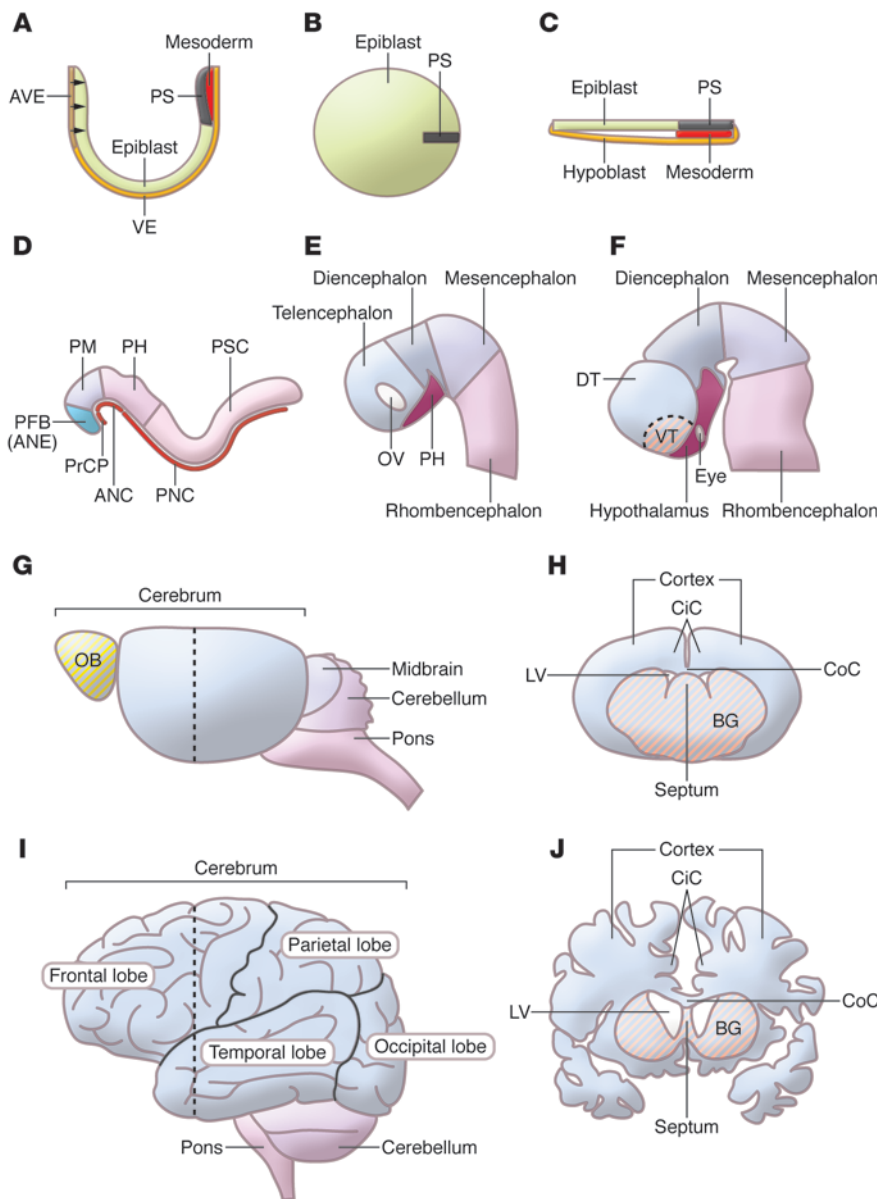 A
Mesoderm
AVE
PS
Epiblast
VE
B
Epiblast
PS
C
Epiblast
PS
Hypoblast
Mesoderm
D
PM
PH
PSC
PFB
(ANE)
PrCP
ANC
PNC
E
Diencephalon
Mesencephalon
Telencephalon
OV
PH
Rhombencephalon
F
Diencephalon
Mesencephalon
DT
VT
Eye
Hypothalamus
Rhombencephalon
G
Cerebrum
OB
Midbrain
Cerebellum
Pons
H
Cortex
CiC
LV
CoC
BG
Septum
I
Cerebrum
Parietal lobe
Frontal lobe
Temporal lobe
Occipital lobe
Pons
Cerebellum
J
Cortex
CiC
LV
CoC
BG
Septum